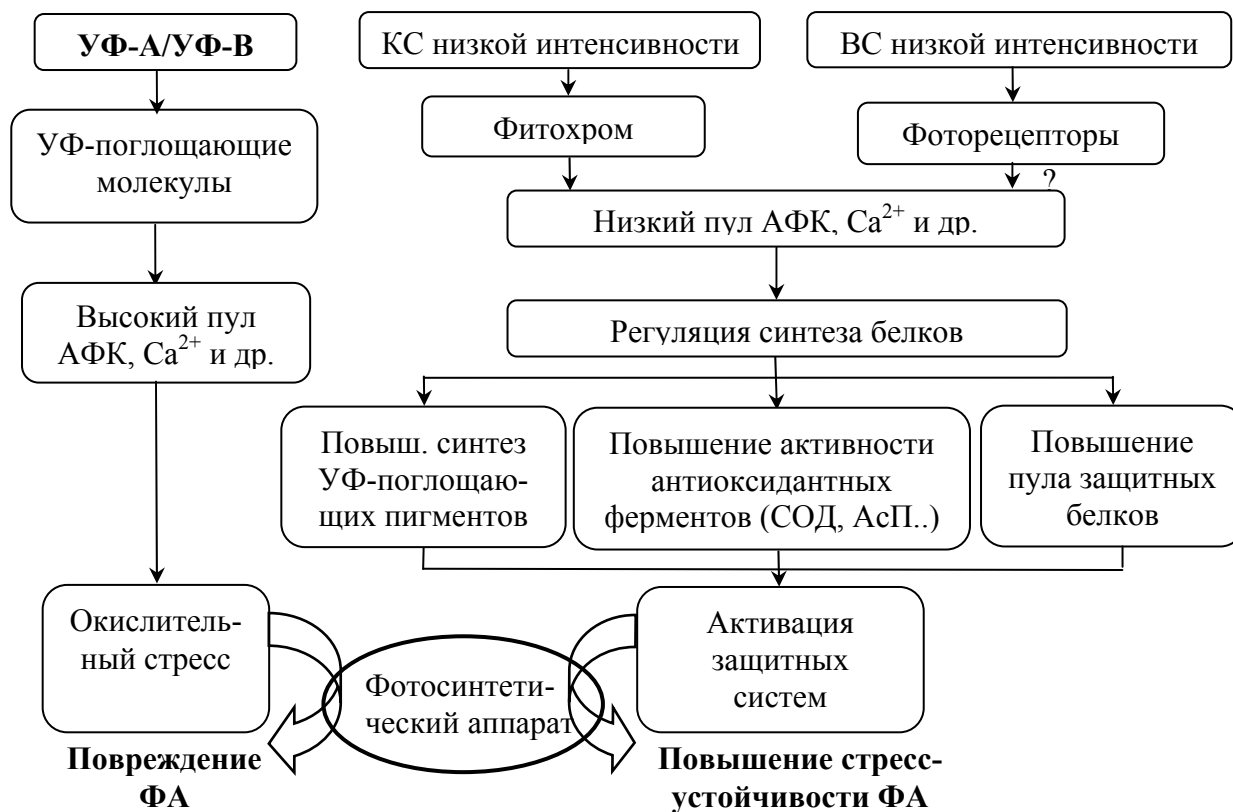 УФ-А/УФ-В
КС низкой интенсивности
ВС низкой интенсивности
УФ-поглощающие
молекулы
Фитохром
Фоторецепторы
?
Низкий пул АФК, Ca²⁺ и др.
Высокий пул
АФК, Ca²⁺ и др.
Регуляция синтеза белков
Повыш. синтез
УФ-поглощаю-
щих пигментов
Повышение активности
антиоксидантных
ферментов (СОД, АсП..)
Повышение
пула защитных
белков
Окислитель-
ный стресс
Фотосинтети-
ический аппарат
Активация
защитных
систем
Повреждение
ФА
Повышение стресс-
устойчивости ФА